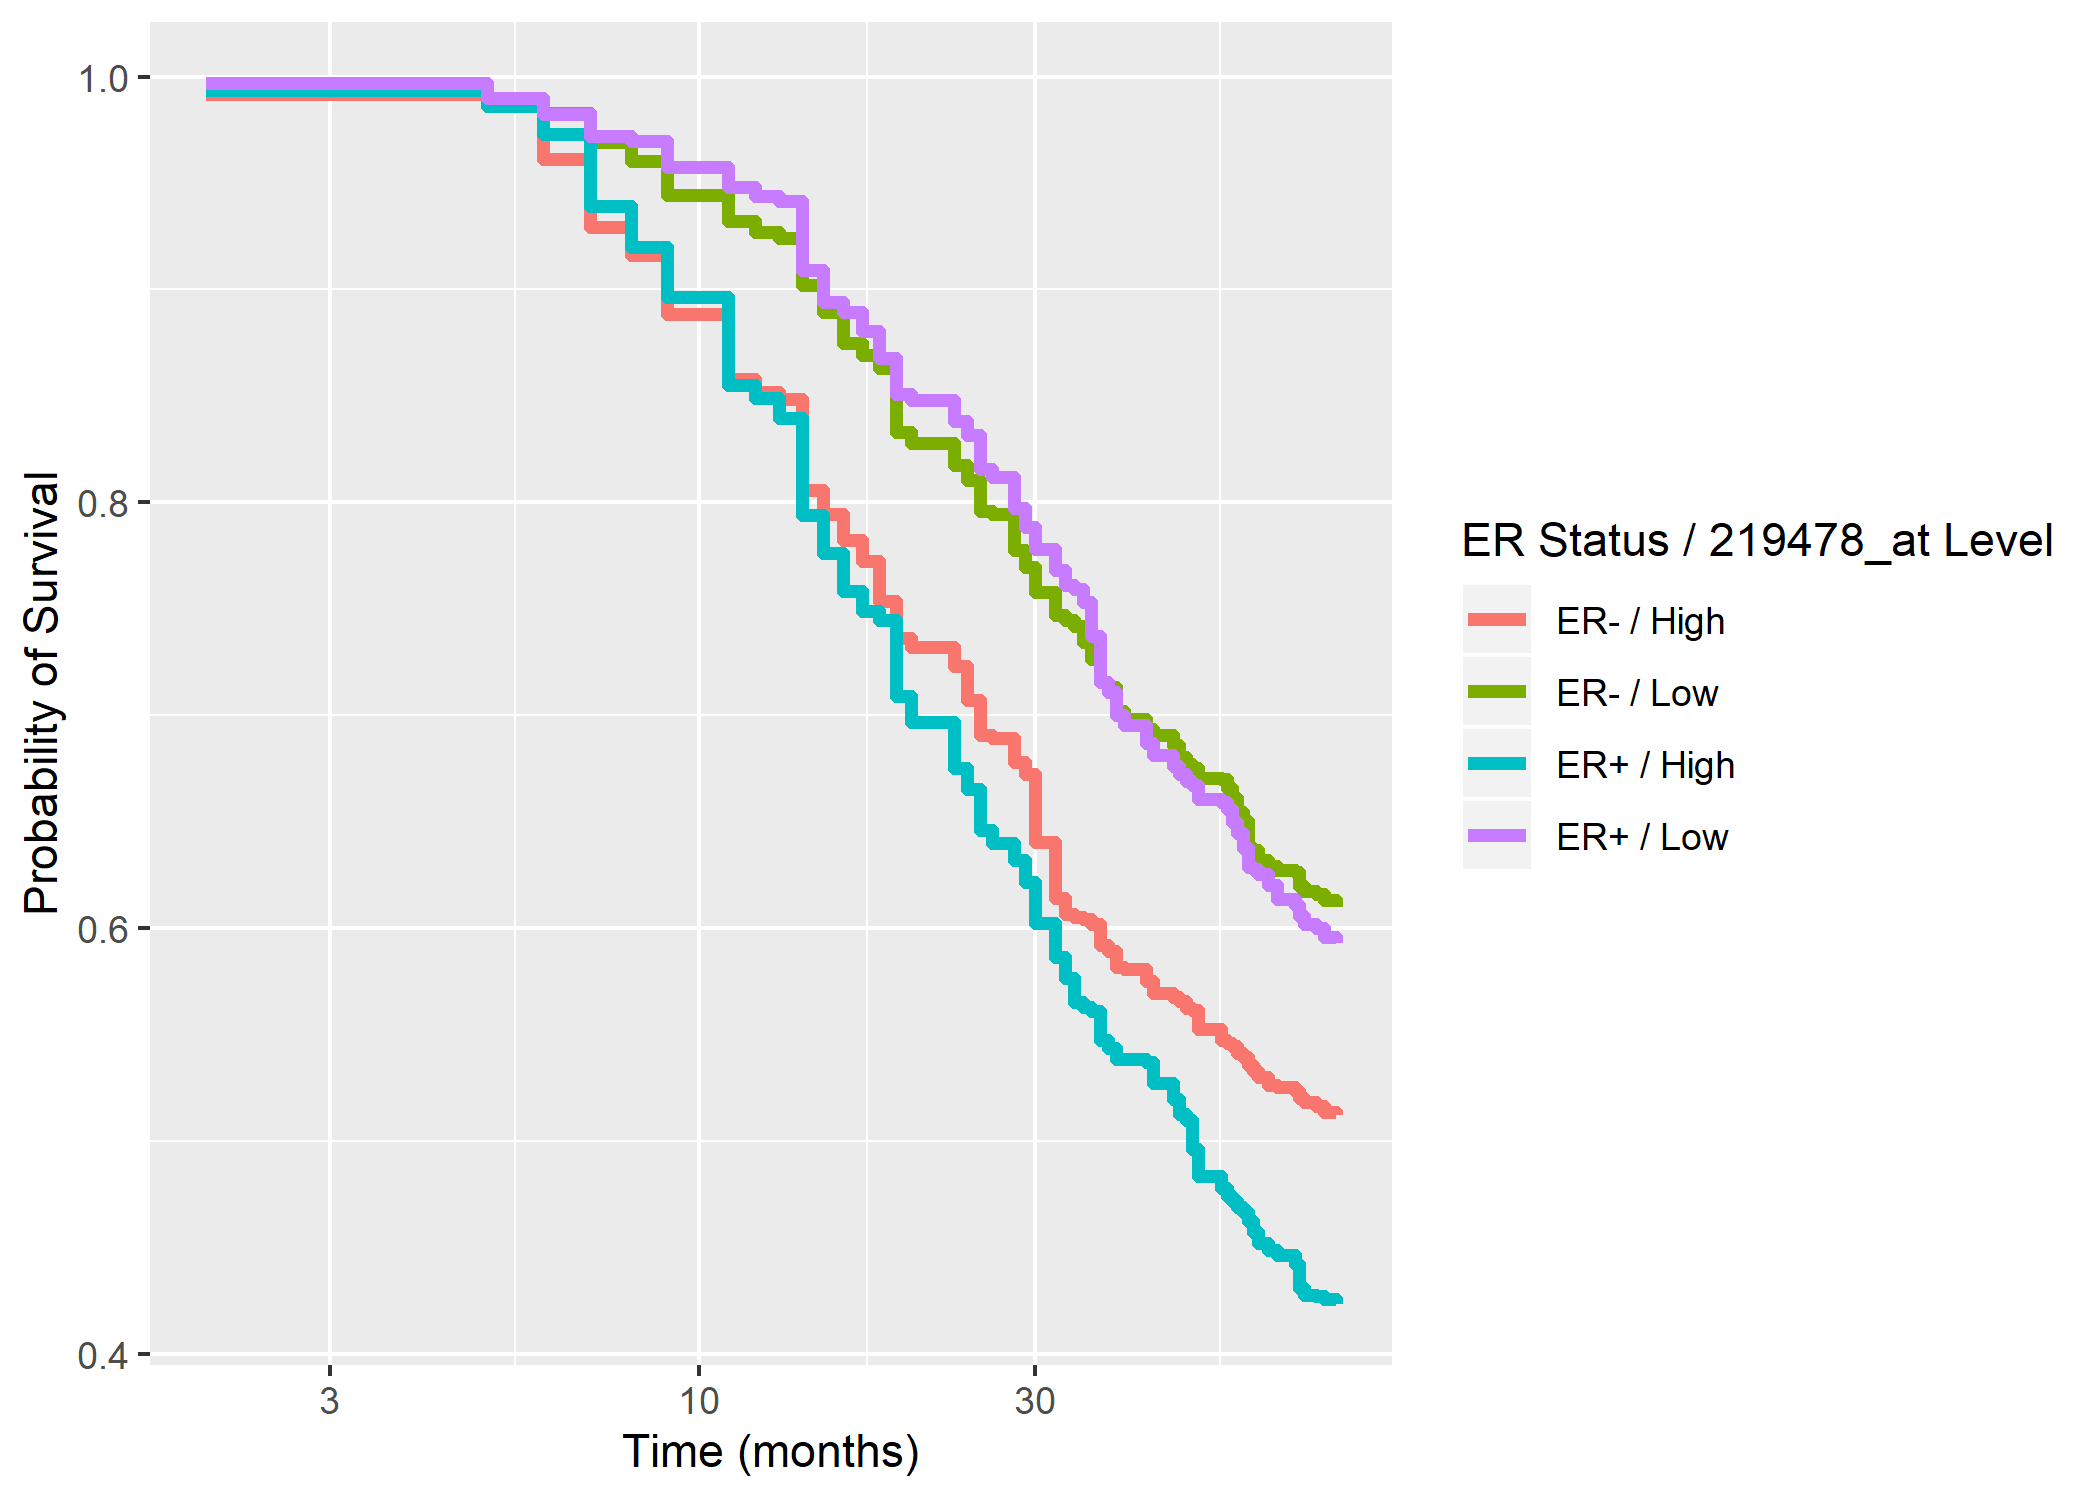 Probability of Survival
1.0
0.8
0.6
0.4
3 10 30
Time (months)
ER Status / 219478_at Level
ER- / High
ER- / Low
ER+ / High
ER+ / Low